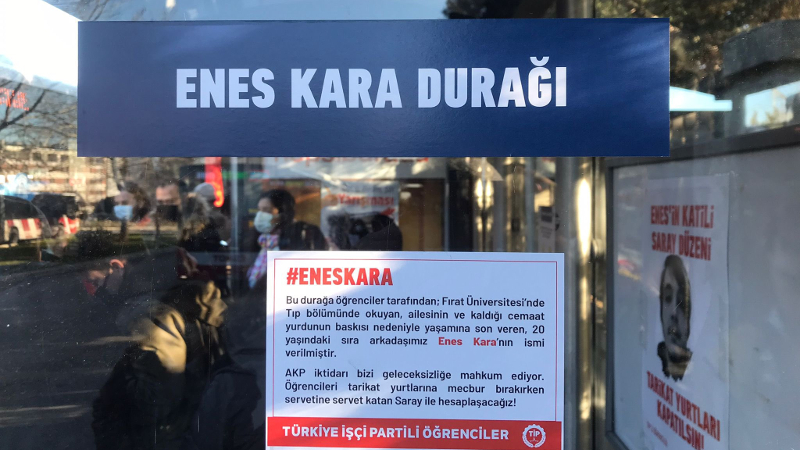 ENES KARA DURAĞI
#ENESKARA
Bu durağa öğrenciler tarafından; Fırat Üniversitesi'nde
Tıp bölümünde okuyan, ailesinin ve kaldığı cemaat
yurdunun baskısı nedeniyle yaşamına son veren, 20
yaşındaki sıra arkadaşımız Enes Kara'nın ismi
verilmiştir.
AKP iktidarı bizi geleceksizliğe mahkum ediyor.
Öğrencileri tarikat yurtlarına mecbur bırakırken
servetine servet katan Saray ile hesaplaşacağız!
TÜRKİYE İŞÇİ PARTİLİ ÖĞRENCİLER
TİP
ENES'İN KATİLİ
SARAY DÜZENİ
TARİKAT YURTLARI
KAPATILSIN!